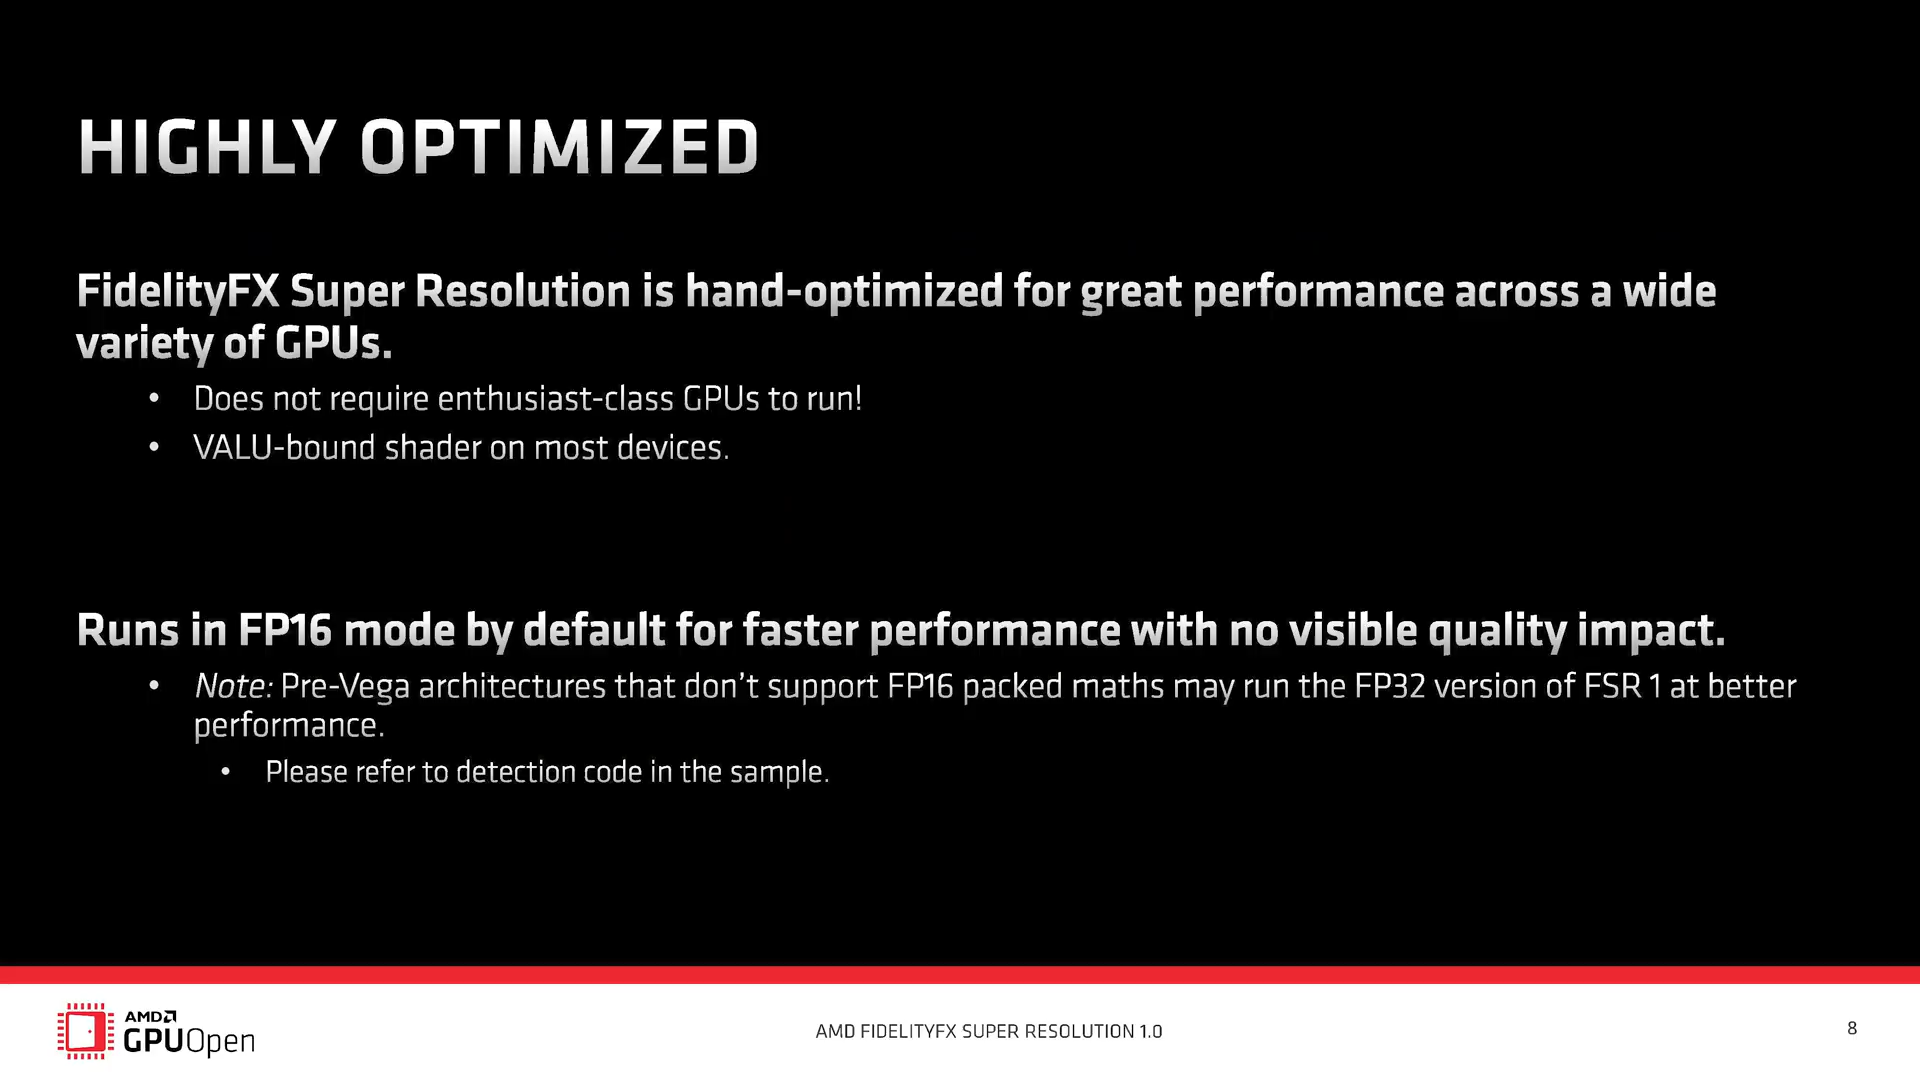 HIGHLY OPTIMIZED
FidelityFX Super Resolution is hand-optimized for great performance across a wide
variety of GPUs.
• Does not require enthusiast-class GPUs to run!
• VALU-bound shader on most devices.
Runs in FP16 mode by default for faster performance with no visible quality impact.
• Note: Pre-Vega architectures that don’t support FP16 packed maths may run the FP32 version of FSR 1 at better
performance.
• Please refer to detection code in the sample.
AMD
GPUOpen
AMD FIDELITYFX SUPER RESOLUTION 1.0
8